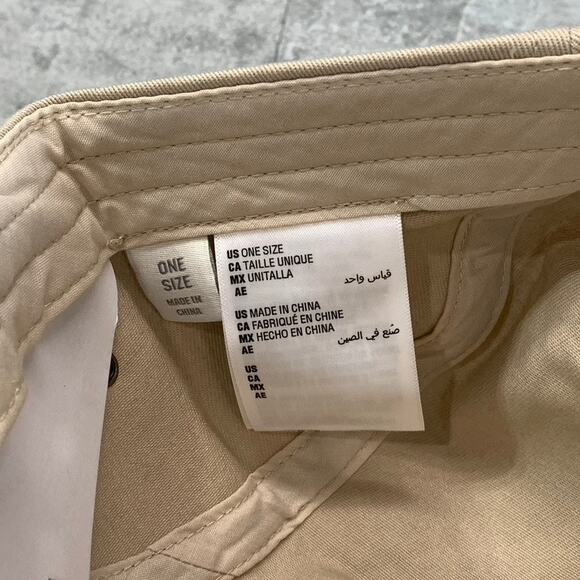 ONE
SIZE
MADE IN
CHINA
US ONE SIZE
CA TAILLE UNIQUE
MX UNITALLA
AE قياس واحد
US MADE IN CHINA
CA FABRIQUÉ EN CHINE
MX HECHO EN CHINA
AE صُنع في الصين
US
CA
MX
AE